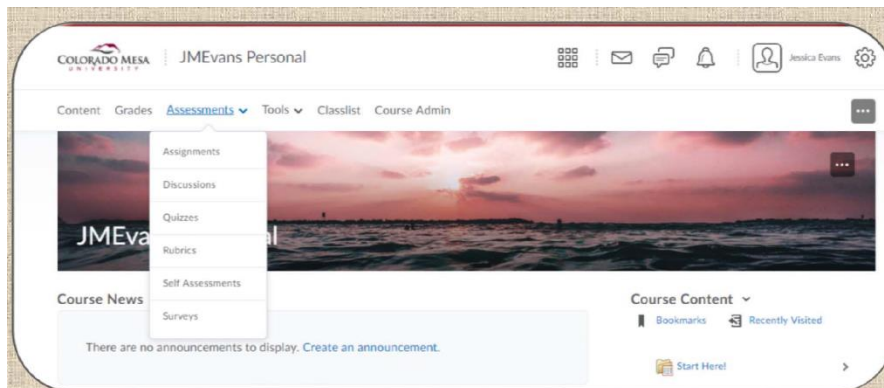 COLORADO MESA
UNIVERSITY
JMEvans Personal
Jessica Evans
Content Grades Assessments Tools Classlist Course Admin
Assignments
Discussions
Quizzes
Rubrics
Self Assessments
Surveys
JMEva l
Course News
There are no announcements to display. Create an announcement.
Course Content
Bookmarks Recently Visited
Start Here!